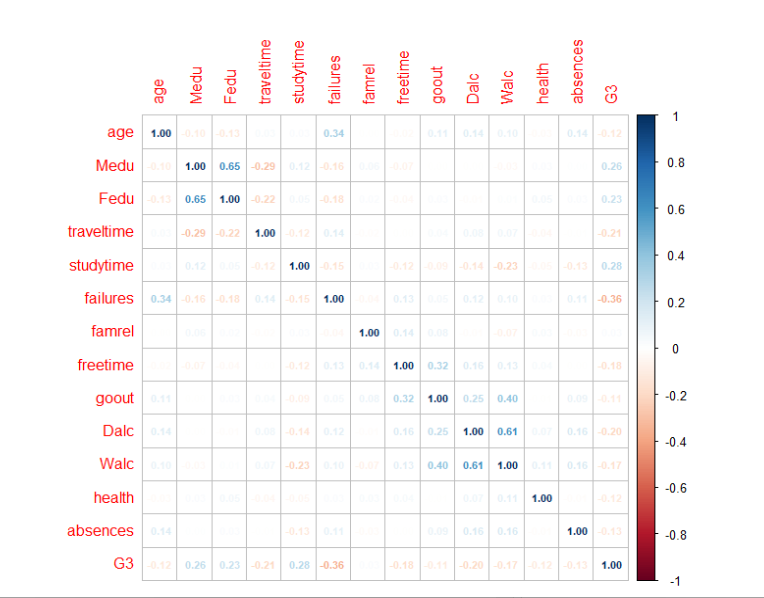 age Medu Fedu traveltime studytime failures famrel freetime goout Dalc Walc health absences G3
age 1.00 -0.10 -0.13 0.34 0.11 0.14 0.10 0.14 -0.12
Medu -0.10 1.00 0.65 -0.29 0.12 -0.16 0.26
Fedu -0.13 0.65 1.00 -0.22 -0.18 0.23
traveltime -0.29 -0.22 1.00 -0.12 0.14 0.08 0.07 -0.21
studytime 0.12 -0.12 1.00 -0.15 -0.12 -0.09 -0.14 -0.23 -0.13 0.28
failures 0.34 -0.16 -0.18 0.14 -0.15 1.00 0.13 0.12 0.10 0.11 -0.36
famrel 1.00 0.14 0.08 -0.07
freetime -0.12 0.13 0.14 1.00 0.32 0.16 0.13 -0.18
goout 0.11 -0.09 0.08 0.32 1.00 0.25 0.40 0.09 -0.11
Dalc 0.14 0.08 -0.14 0.12 0.16 0.25 1.00 0.61 0.07 0.16 -0.20
Walc 0.10 0.07 -0.23 0.10 -0.07 0.13 0.40 0.61 1.00 0.11 0.16 -0.17
health 0.07 0.11 1.00 -0.12
absences 0.14 -0.13 0.11 0.09 0.16 0.16 1.00 -0.13
G3 -0.12 0.26 0.23 -0.21 0.28 -0.36 -0.18 -0.11 -0.20 -0.17 -0.12 -0.13 1.00
1
0.8
0.6
0.4
0.2
0
-0.2
-0.4
-0.6
-0.8
-1